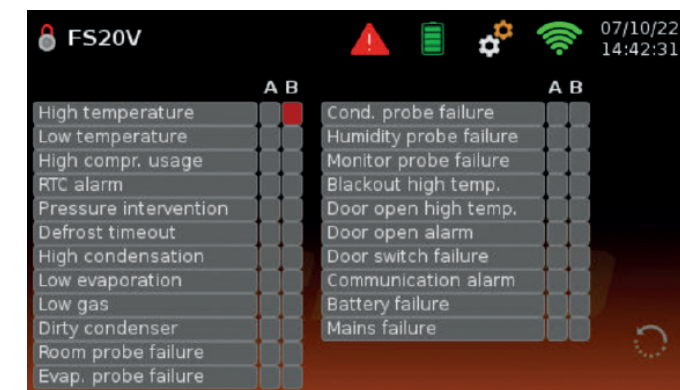 FS20V
07/10/22
14:42:31
A B
High temperature
Low temperature
High compr. usage
RTC alarm
Pressure intervention
Defrost timeout
High condensation
Low evaporation
Low gas
Dirty condenser
Room probe failure
Evap. probe failure
A B
Cond. probe failure
Humidity probe failure
Monitor probe failure
Blackout high temp.
Door open high temp.
Door open alarm
Door switch failure
Communication alarm
Battery failure
Mains failure